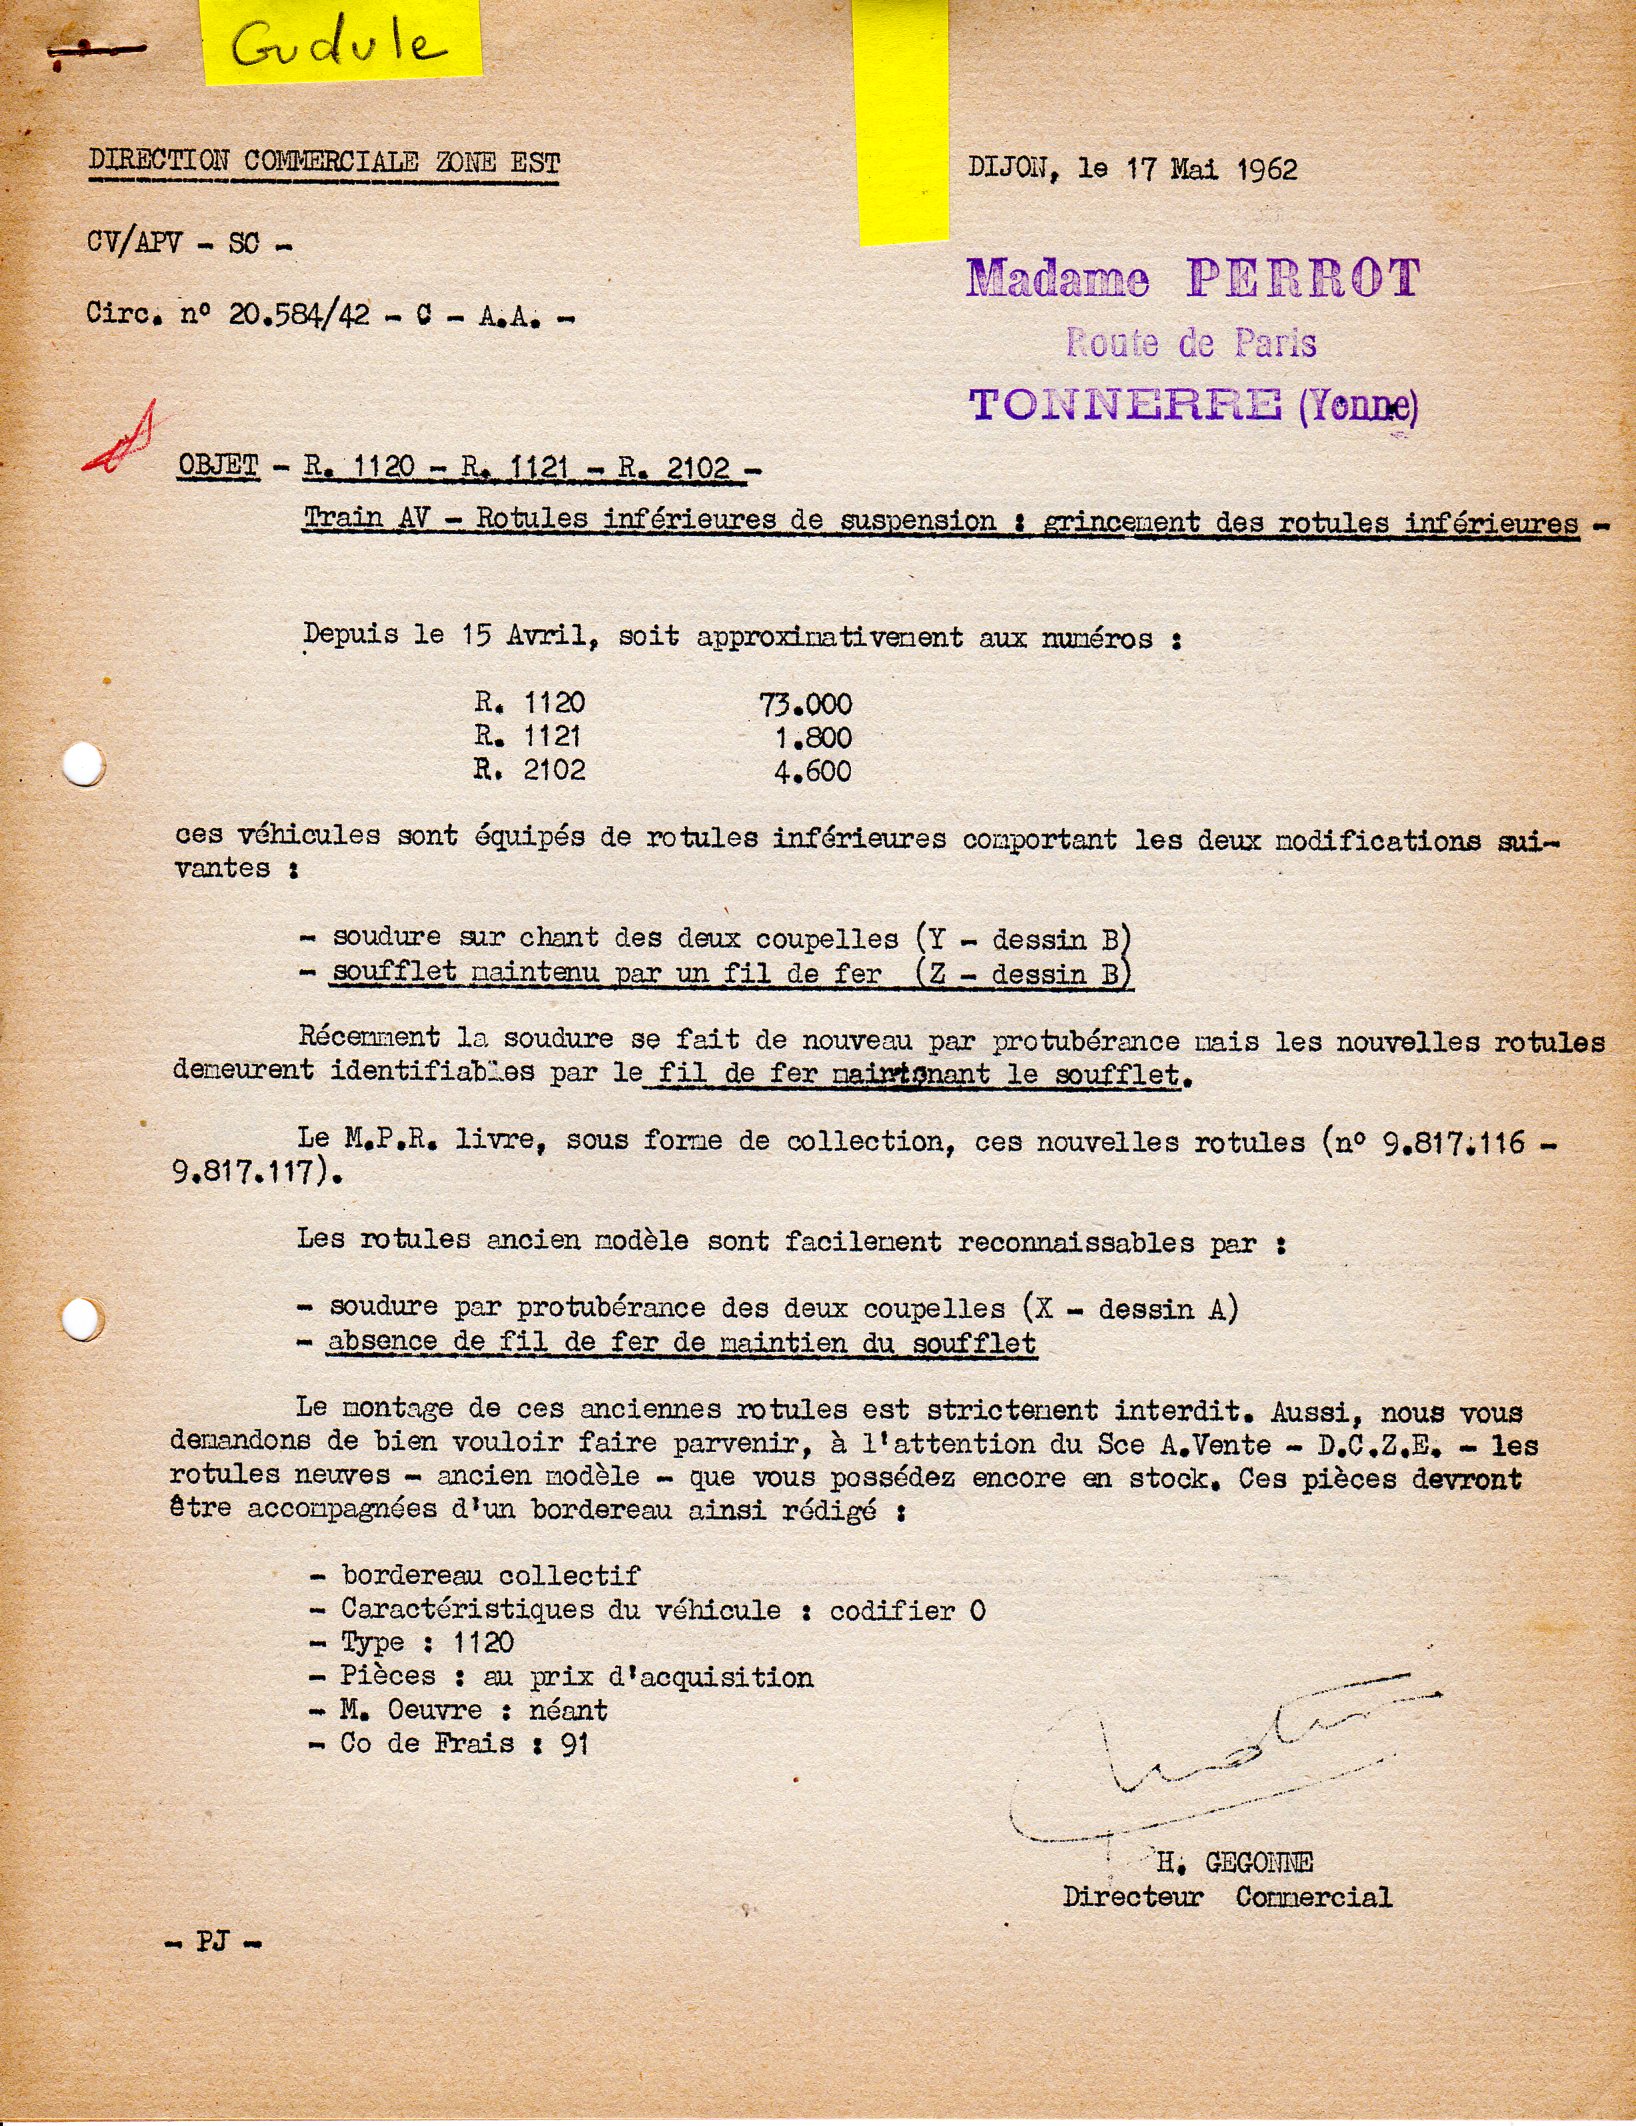 Gudule
DIRECTION COMMERCIALE ZONE EST
DIJON, le 17 Mai 1962
CV/APV - SC -
Madame PERROT
Circ. nº 20.584/42 - C - A.A. -
Route de Paris
TONNERRE (Yonne)
OBJET - R. 1120 - R. 1121 - R. 2102 -
Train AV - Rotules inférieures de suspension : grincement des rotules inférieures -
Depuis le 15 Avril, soit approximativement aux numéros :
R. 1120 73.000
R. 1121 1.800
R. 2102 4.600
ces véhicules sont équipés de rotules inférieures comportant les deux modifications sui-
vantes :
- soudure sur chant des deux coupelles (Y - dessin B)
- soufflet maintenu par un fil de fer (Z - dessin B)
Récemment la soudure se fait de nouveau par protubérance mais les nouvelles rotules
demeurent identifiables par le fil de fer maintenant le soufflet.
Le M.P.R. livre, sous forme de collection, ces nouvelles rotules (nº 9.817.116 -
9.817.117).
Les rotules ancien modèle sont facilement reconnaissables par :
- soudure par protubérance des deux coupelles (X - dessin A)
- absence de fil de fer de maintien du soufflet
Le montage de ces anciennes rotules est strictement interdit. Aussi, nous vous
demandons de bien vouloir faire parvenir, à l'attention du Sce A.Vente - D.C.Z.E. - les
rotules neuves - ancien modèle - que vous possédez encore en stock. Ces pièces devront
être accompagnées d'un bordereau ainsi rédigé :
- bordereau collectif
- Caractéristiques du véhicule : codifier O
- Type : 1120
- Pièces : au prix d'acquisition
- M. Oeuvre : néant
- Co de Frais : 91
H. GEGONNE
Directeur Commercial
- PJ -